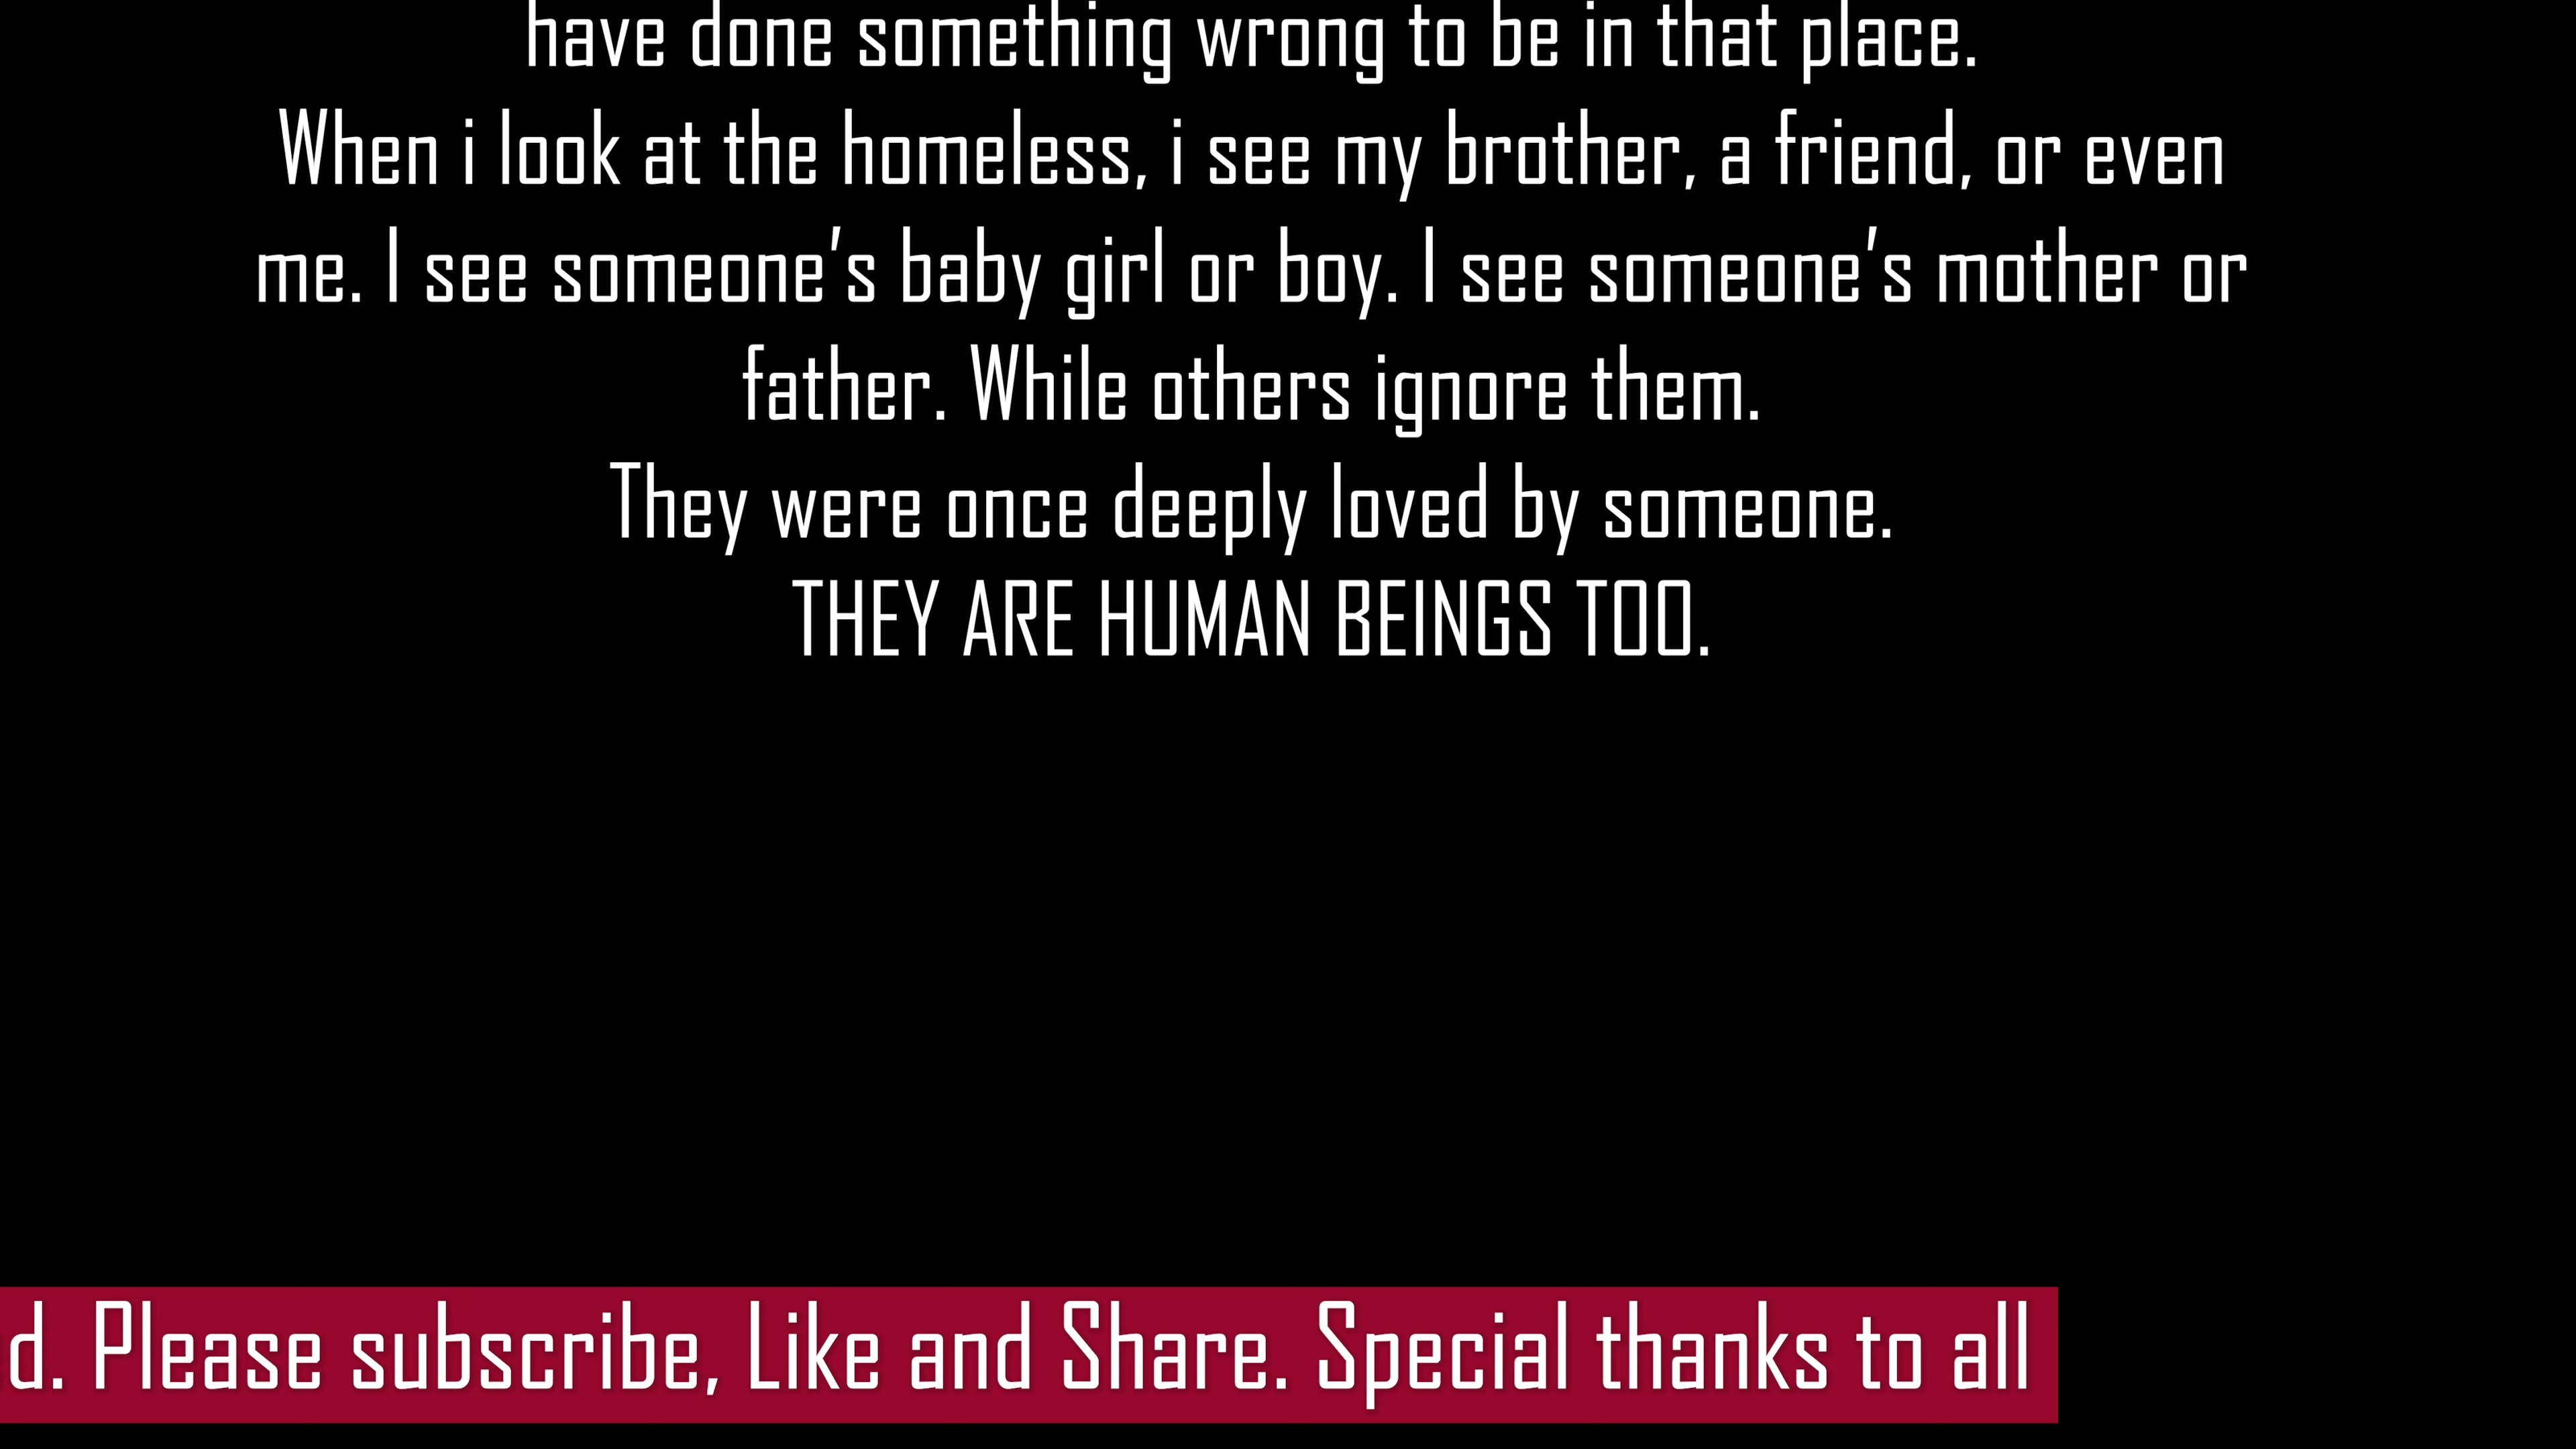 have done something wrong to be in that place.
When i look at the homeless, i see my brother, a friend, or even
me. I see someone's baby girl or boy. I see someone's mother or
father. While others ignore them.
They were once deeply loved by someone.
THEY ARE HUMAN BEINGS TOO.
d. Please subscribe, Like and Share. Special thanks to all